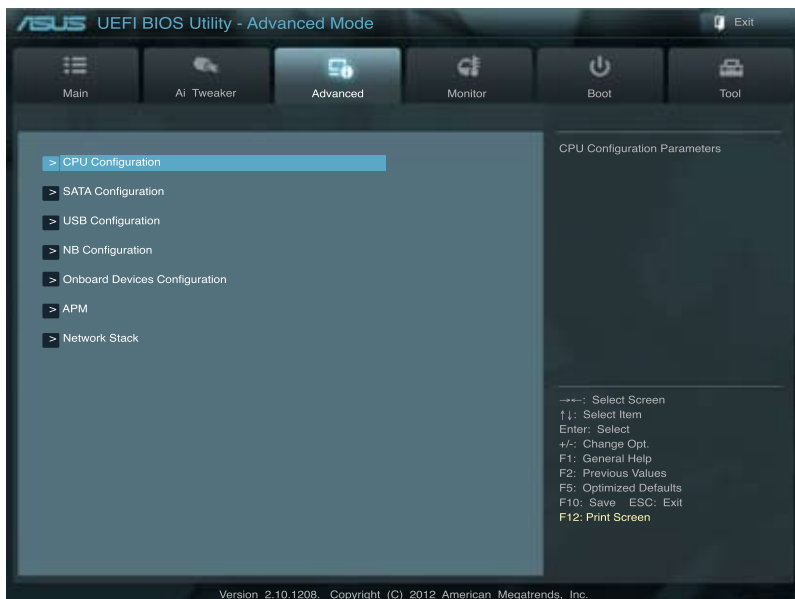 ASUS UEFI BIOS Utility - Advanced Mode
Exit
Main
Ai Tweaker
Advanced
Monitor
Boot
Tool
> CPU Configuration
> SATA Configuration
> USB Configuration
> NB Configuration
> Onboard Devices Configuration
> APM
> Network Stack
CPU Configuration Parameters
→←: Select Screen
↑↓: Select Item
Enter: Select
+/-: Change Opt.
F1: General Help
F2: Previous Values
F5: Optimized Defaults
F10: Save ESC: Exit
F12: Print Screen
Version 2.10.1208. Copyright (C) 2012 American Megatrends, Inc.